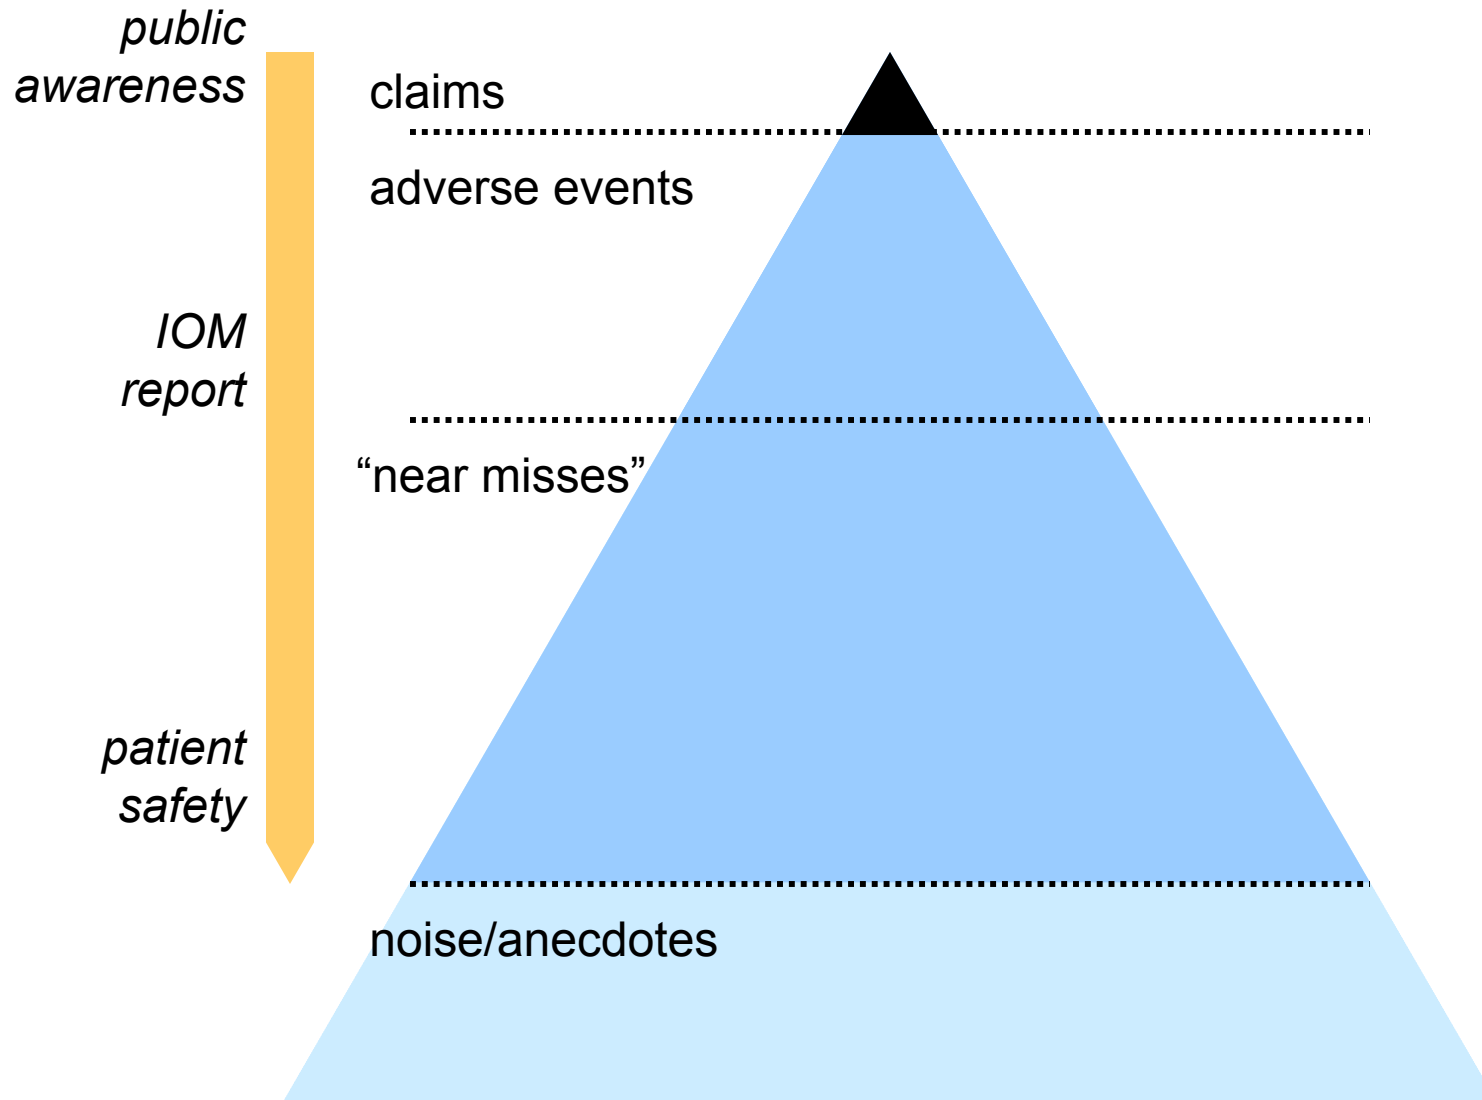 public
awareness
claims
adverse events
IOM
report
“near misses”
patient
safety
noise/anecdotes